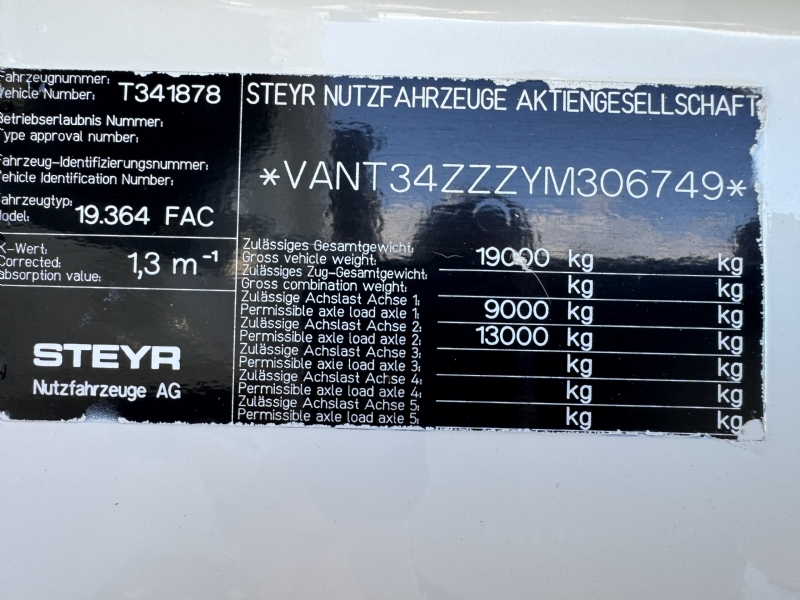 Fahrzeugnummer:
Vehicle Number: T341878
Betriebserlaubnis Nummer:
Type approval number:
Fahrzeug-Identifizierungsnummer:
Vehicle Identification Number:
Fahrzeugtyp:
Model: 19.364 FAC
K-Wert:
Corrected:
absorption value: 1,3 m⁻¹
STEYR
Nutzfahrzeuge AG
STEYR NUTZFAHRZEUGE AKTIENGESELLSCHAFT
*VANT34ZZZYM306749*
Zulässiges Gesamtgewicht:
Gross vehicle weight: 19000 kg kg
Zulässiges Zug-Gesamtgewicht:
Gross combination weight: kg kg
Zulässige Achslast Achse 1:
Permissible axle load axle 1: 9000 kg kg
Zulässige Achslast Achse 2:
Permissible axle load axle 2: 13000 kg kg
Zulässige Achslast Achse 3:
Permissible axle load axle 3: kg kg
Zulässige Achslast Achse 4:
Permissible axle load axle 4: kg kg
Zulässige Achslast Achse 5:
Permissible axle load axle 5: kg kg